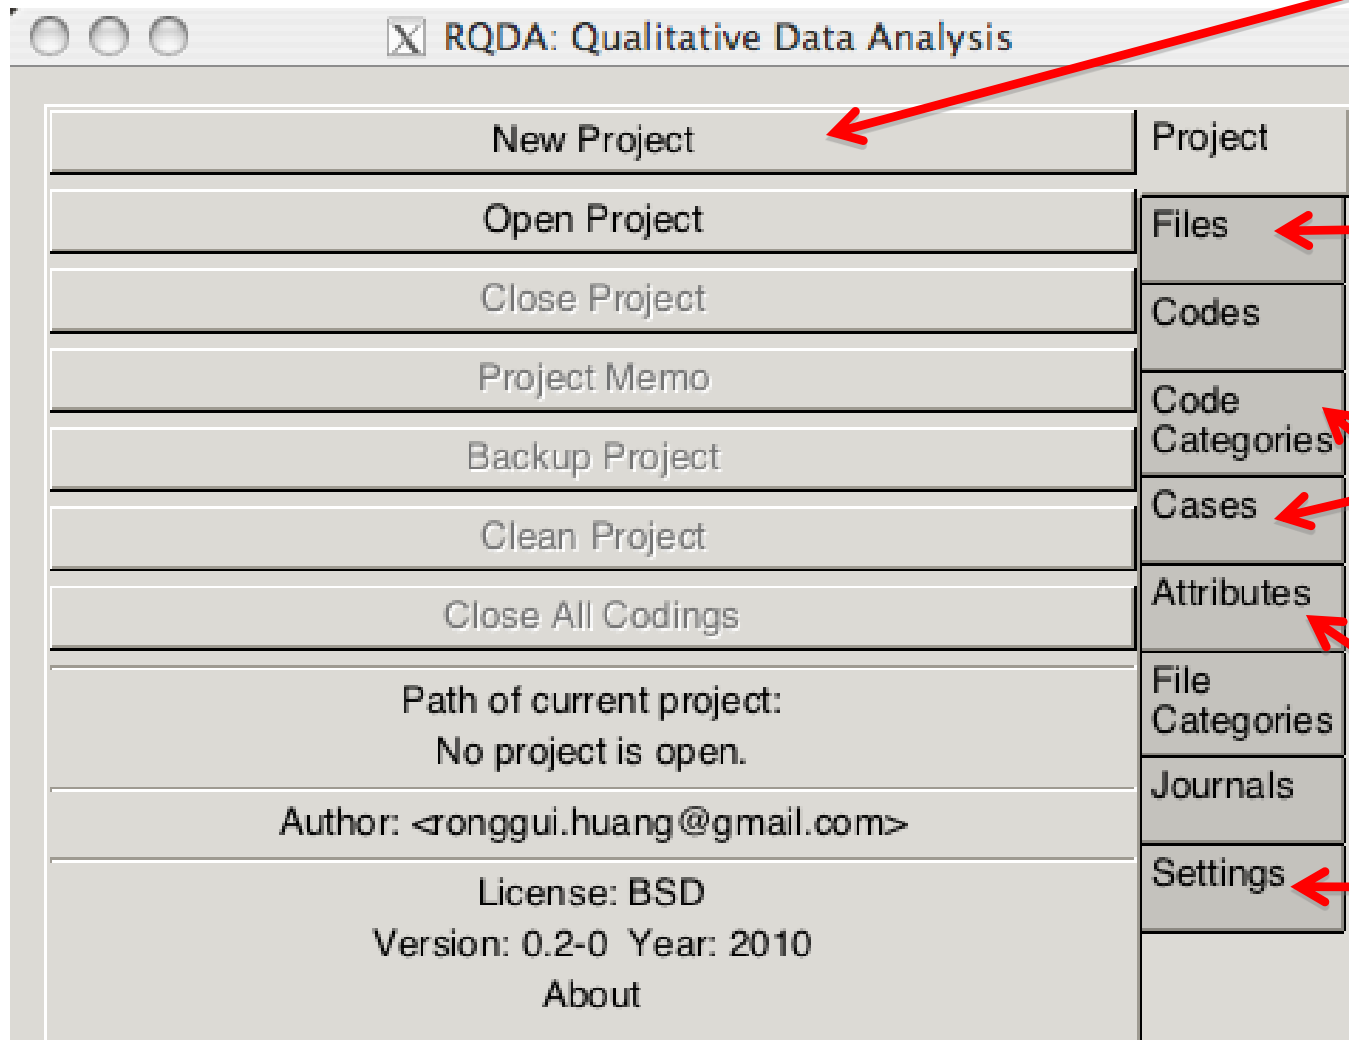 RQDA: Qualitative Data Analysis
New Project
Open Project
Close Project
Project Memo
Backup Project
Clean Project
Close All Codings
Path of current project:
No project is open.
Author: <ronggui.huang@gmail.com>
License: BSD
Version: 0.2-0 Year: 2010
About
Project
Files
Codes
Code
Categories
Cases
Attributes
File
Categories
Journals
Settings